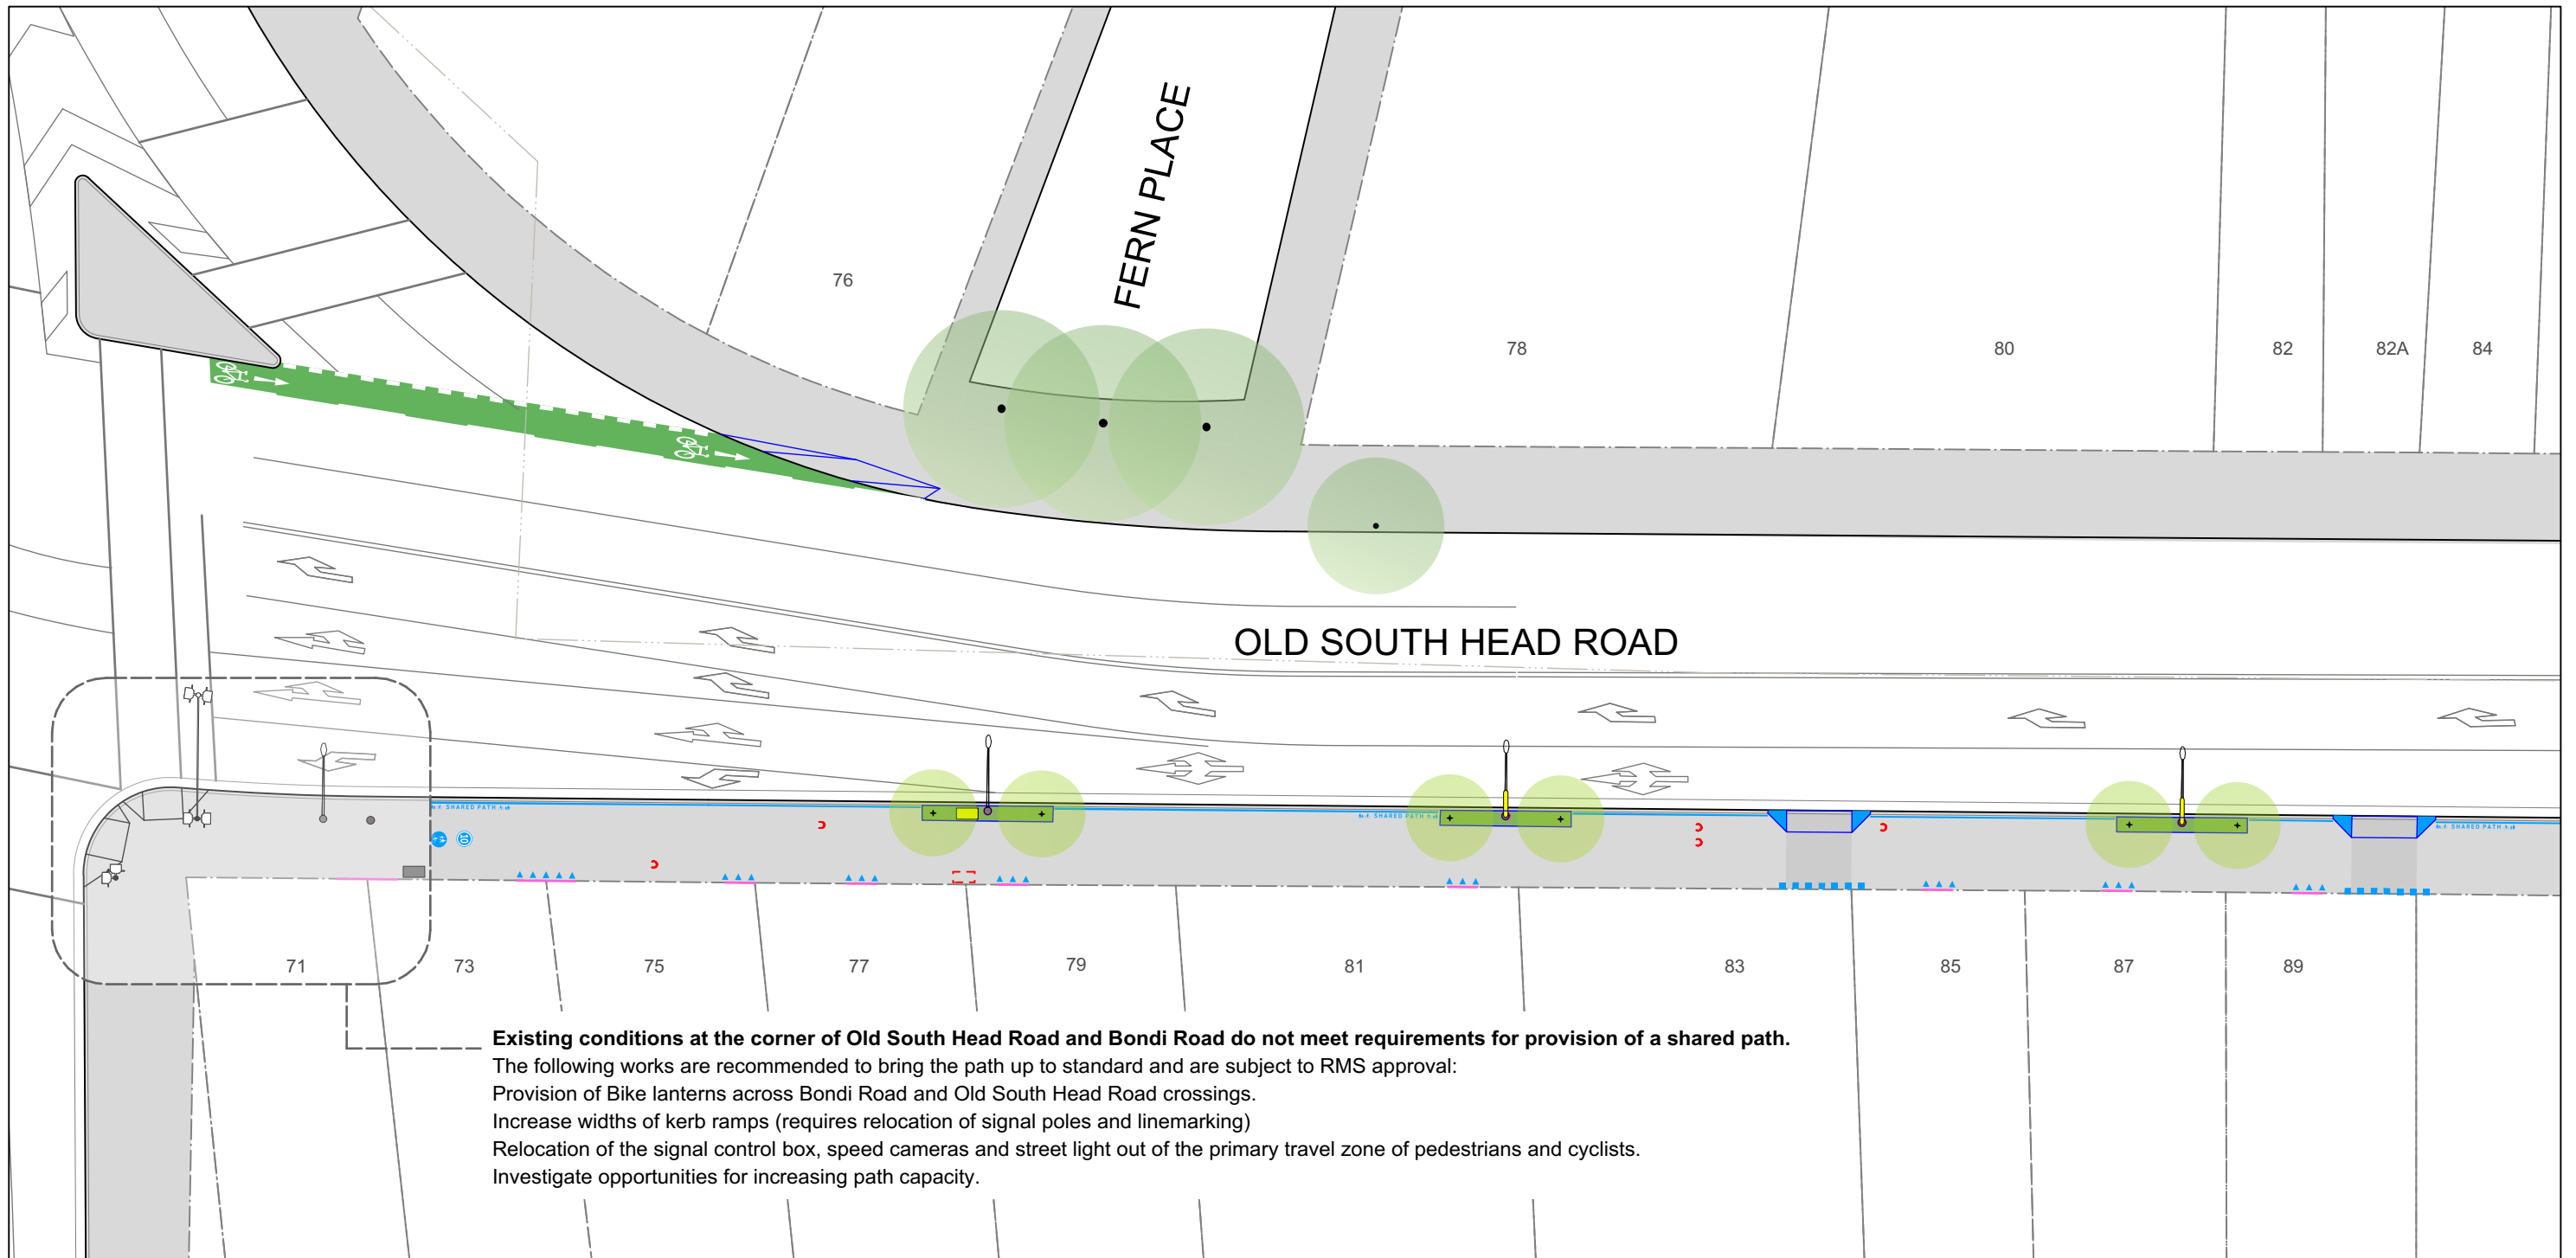 FERN PLACE
76
78
80
82
82A
84
OLD SOUTH HEAD ROAD
SHARED PATH
SHARED PATH
SHARED PATH
71
73
75
77
79
81
83
85
87
89
Existing conditions at the corner of Old South Head Road and Bondi Road do not meet requirements for provision of a shared path.
The following works are recommended to bring the path up to standard and are subject to RMS approval:
Provision of Bike lanterns across Bondi Road and Old South Head Road crossings.
Increase widths of kerb ramps (requires relocation of signal poles and linemarking)
Relocation of the signal control box, speed cameras and street light out of the primary travel zone of pedestrians and cyclists.
Investigate opportunities for increasing path capacity.